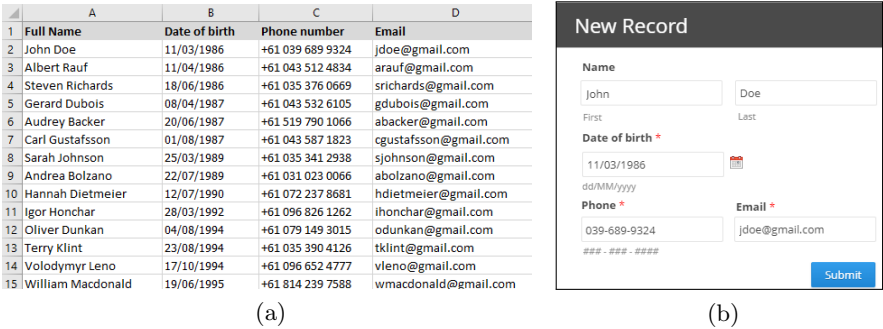 A B C D
1 Full Name Date of birth Phone number Email
2 John Doe 11/03/1986 +61 039 689 9324 jdoe@gmail.com
3 Albert Rauf 11/04/1986 +61 043 512 4834 arauf@gmail.com
4 Steven Richards 18/06/1986 +61 035 376 0669 srichards@gmail.com
5 Gerard Dubois 08/04/1987 +61 043 532 6105 gdubois@gmail.com
6 Audrey Backer 20/06/1987 +61 519 790 1066 abacker@gmail.com
7 Carl Gustafsson 01/08/1987 +61 043 587 1823 cgustafsson@gmail.com
8 Sarah Johnson 25/03/1989 +61 035 341 2938 sjohnson@gmail.com
9 Andrea Bolzano 22/07/1989 +61 031 023 0066 abolzano@gmail.com
10 Hannah Dietmeier 12/07/1990 +61 072 237 8681 hdietmeier@gmail.com
11 Igor Honchar 28/03/1992 +61 096 826 1262 ihonchar@gmail.com
12 Oliver Dunkan 04/08/1994 +61 079 149 3015 odunkan@gmail.com
13 Terry Klint 23/08/1994 +61 035 390 4126 tklint@gmail.com
14 Volodymyr Leno 17/10/1994 +61 096 652 4777 vleno@gmail.com
15 William Macdonald 19/06/1995 +61 814 239 7588 wmacdonald@gmail.com
(a)
New Record
Name
John Doe
First Last
Date of birth *
11/03/1986
dd/MM/yyyy
Phone * Email *
039-689-9324 jdoe@gmail.com
### - ### - ####
Submit
(b)